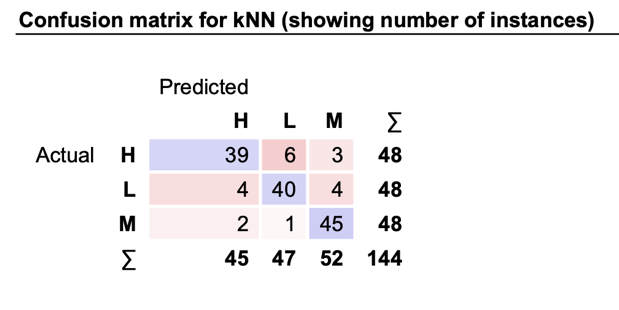 Confusion matrix for kNN (showing number of instances)
Predicted
H L M Σ
Actual H 39 6 3 48
L 4 40 4 48
M 2 1 45 48
Σ 45 47 52 144